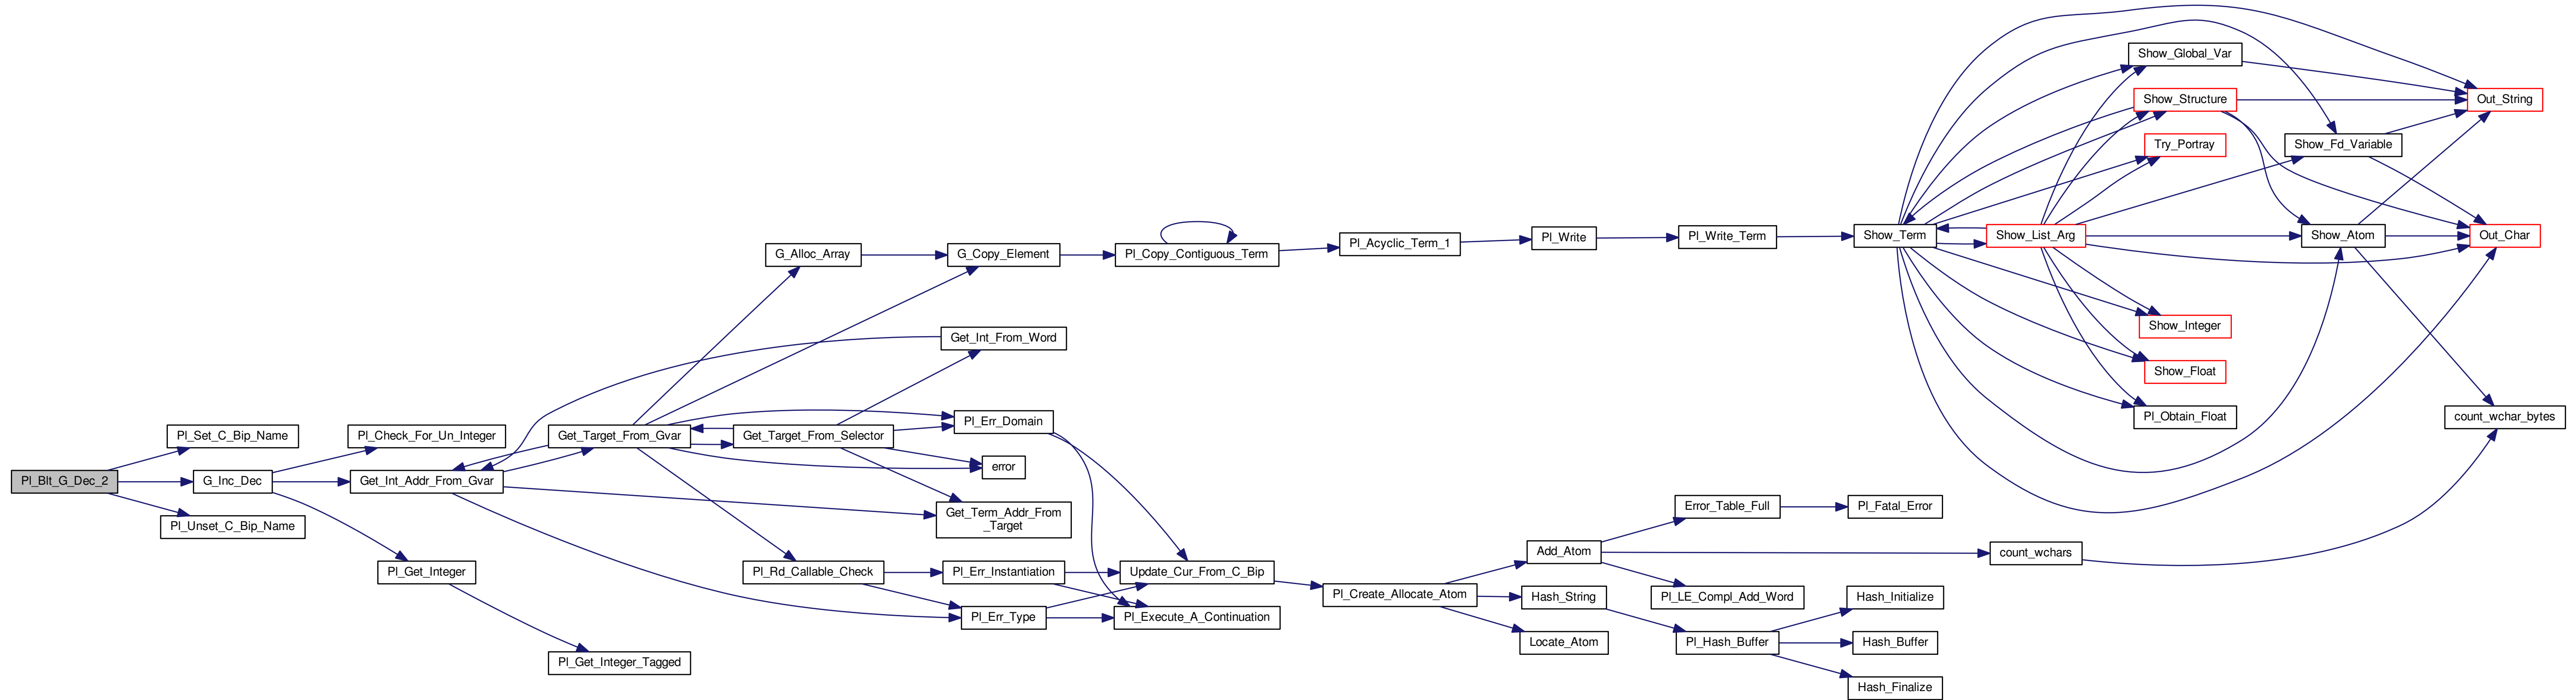 Pl_Blt_G_Dec_2
Pl_Set_C_Bip_Name
G_Inc_Dec
Pl_Unset_C_Bip_Name
Pl_Check_For_Un_Integer
Get_Int_Addr_From_Gvar
Pl_Get_Integer
Get_Target_From_Gvar
Pl_Get_Integer_Tagged
G_Alloc_Array
Get_Target_From_Selector
Pl_Rd_Callable_Check
G_Copy_Element
Get_Int_From_Word
Pl_Err_Domain
error
Get_Term_Addr_From
_Target
Pl_Err_Instantiation
Pl_Err_Type
Pl_Copy_Contiguous_Term
Update_Cur_From_C_Bip
Pl_Execute_A_Continuation
Pl_Acyclic_Term_1
Pl_Create_Allocate_Atom
Pl_Write
Add_Atom
Hash_String
Locate_Atom
Pl_Write_Term
Error_Table_Full
Pl_LE_Compl_Add_Word
Pl_Hash_Buffer
Show_Term
Pl_Fatal_Error
Hash_Initialize
Hash_Buffer
Hash_Finalize
Show_List_Arg
count_wchars
Show_Global_Var
Show_Structure
Try_Portray
Show_Integer
Show_Float
Pl_Obtain_Float
Show_Fd_Variable
Show_Atom
Out_String
Out_Char
count_wchar_bytes